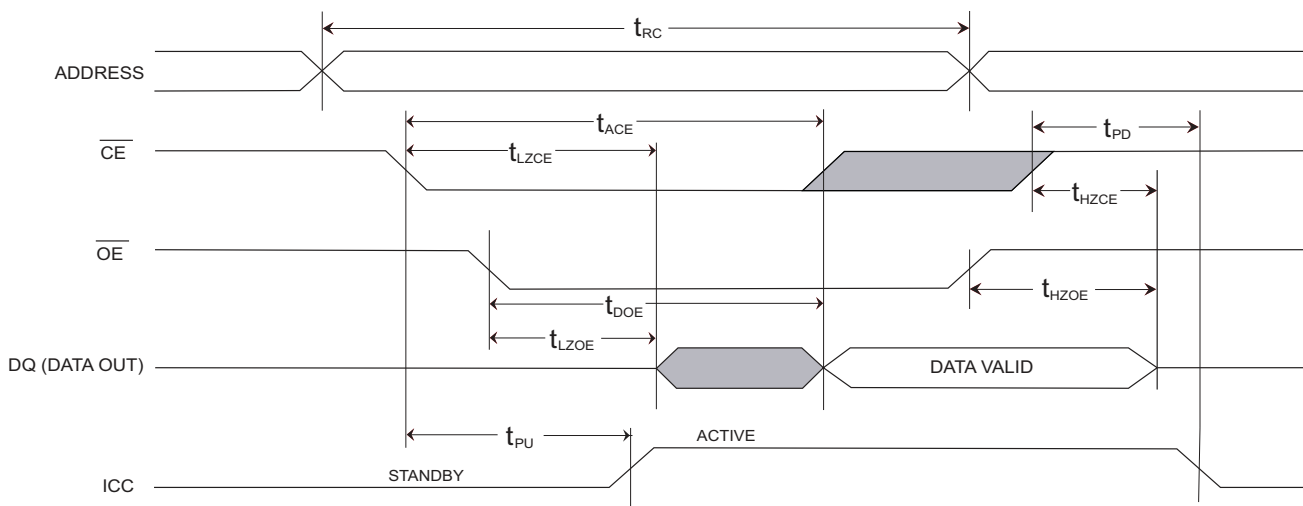 tRC
ADDRESS
tACE
tPD
CE
tLZCE
tHZCE
OE
tHZOE
tDOE
tLZOE
DQ (DATA OUT)
DATA VALID
tPU
ACTIVE
STANDBY
ICC